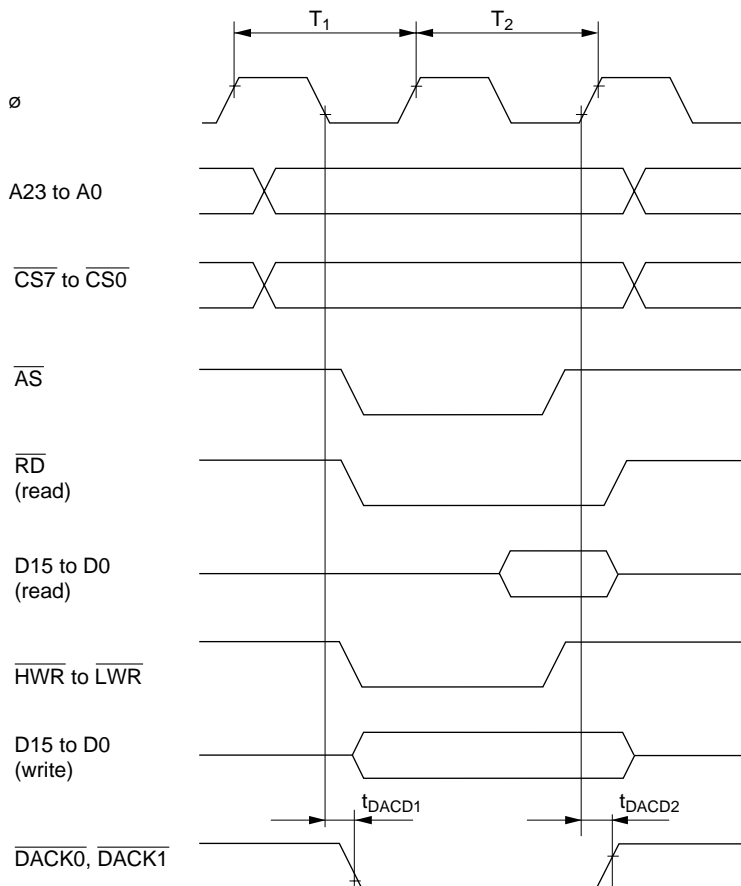 T1 T2
ø
A23 to A0
CS7 to CS0
AS
RD
(read)
D15 to D0
(read)
HWR to LWR
D15 to D0
(write)
tDACD1 tDACD2
DACK0, DACK1